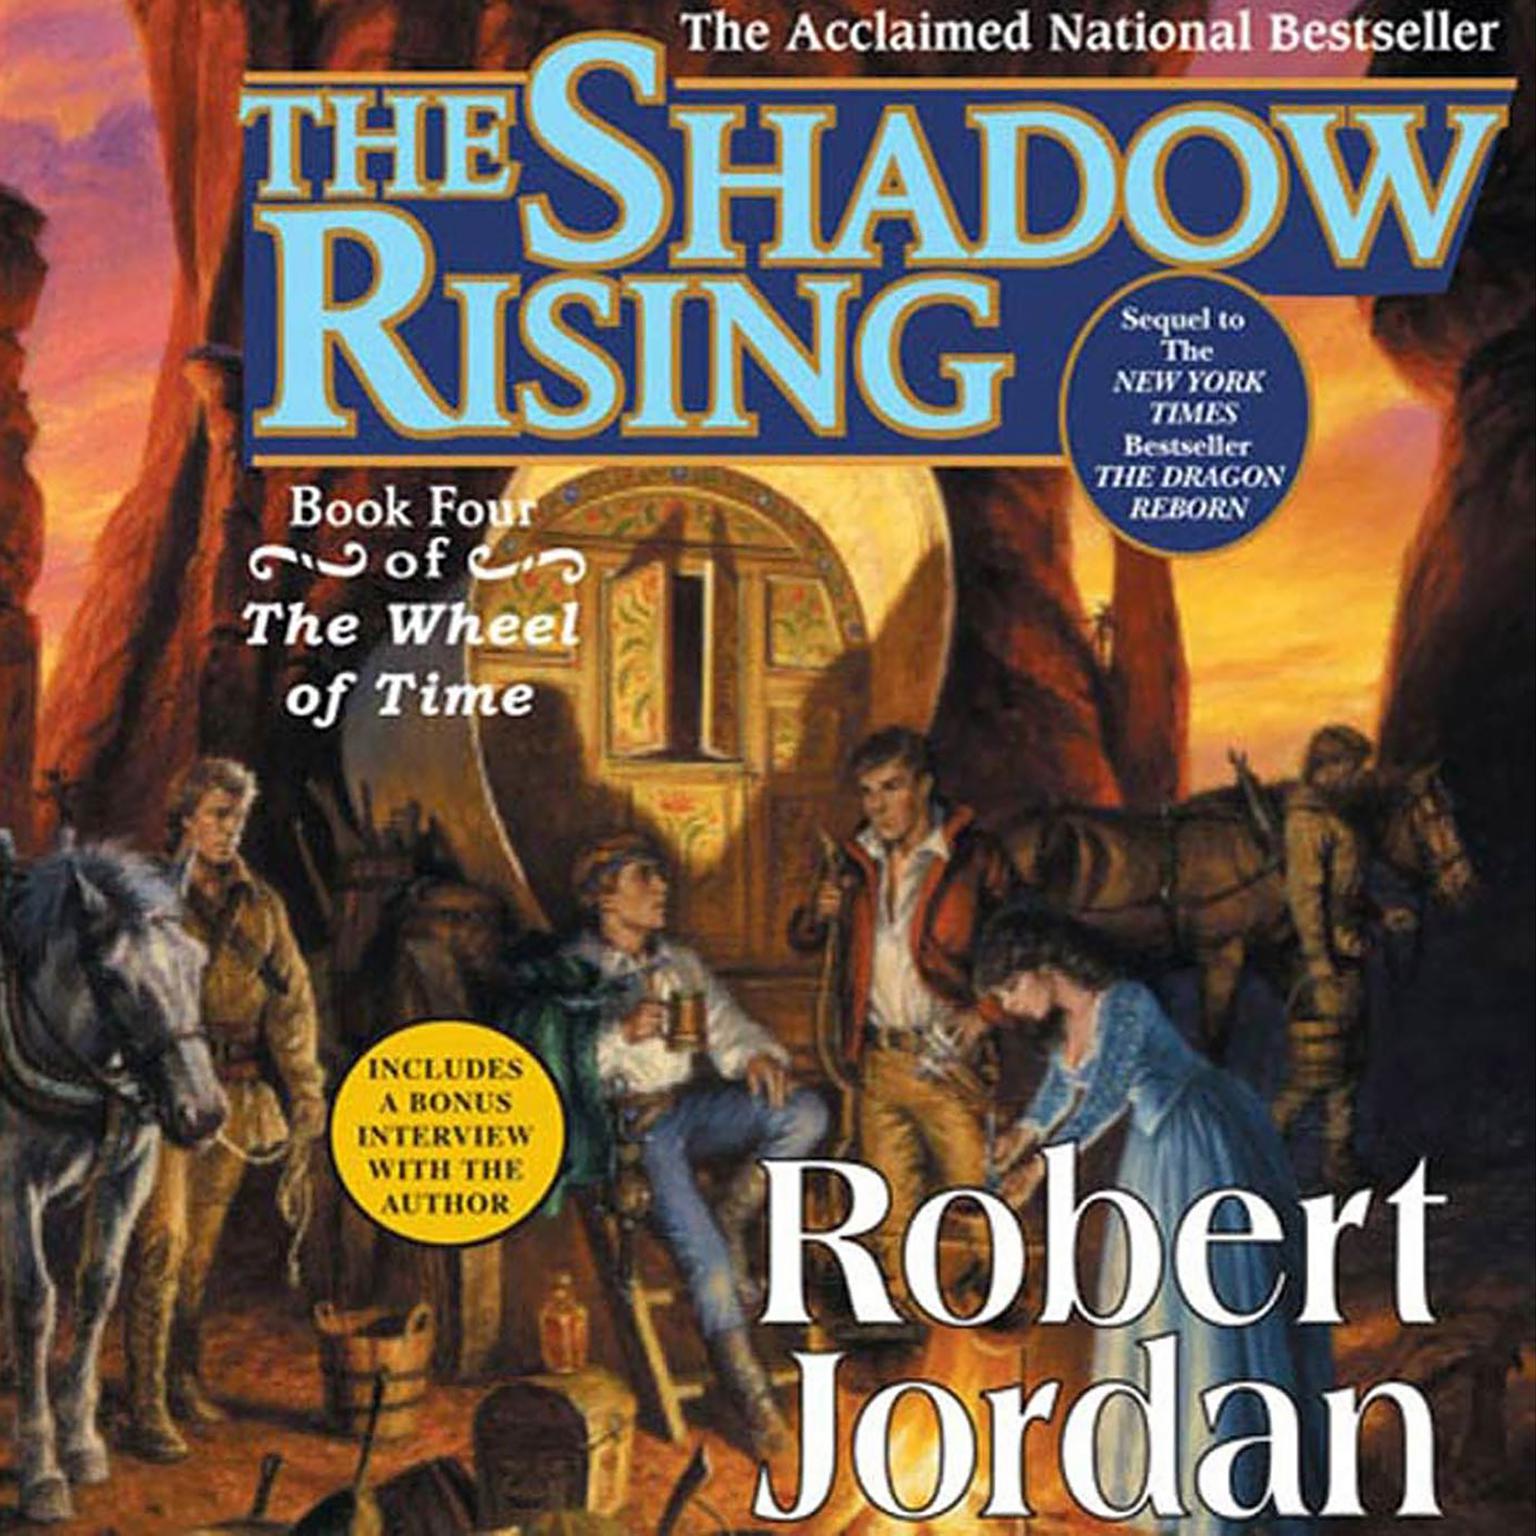 The Acclaimed National Bestseller
THE SHADOW
RISING
Sequel to
The
NEW YORK
TIMES
Bestseller
THE DRAGON
REBORN
Book Four
of
The Wheel
of Time
INCLUDES
A BONUS
INTERVIEW
WITH THE
AUTHOR
Robert
Jordan